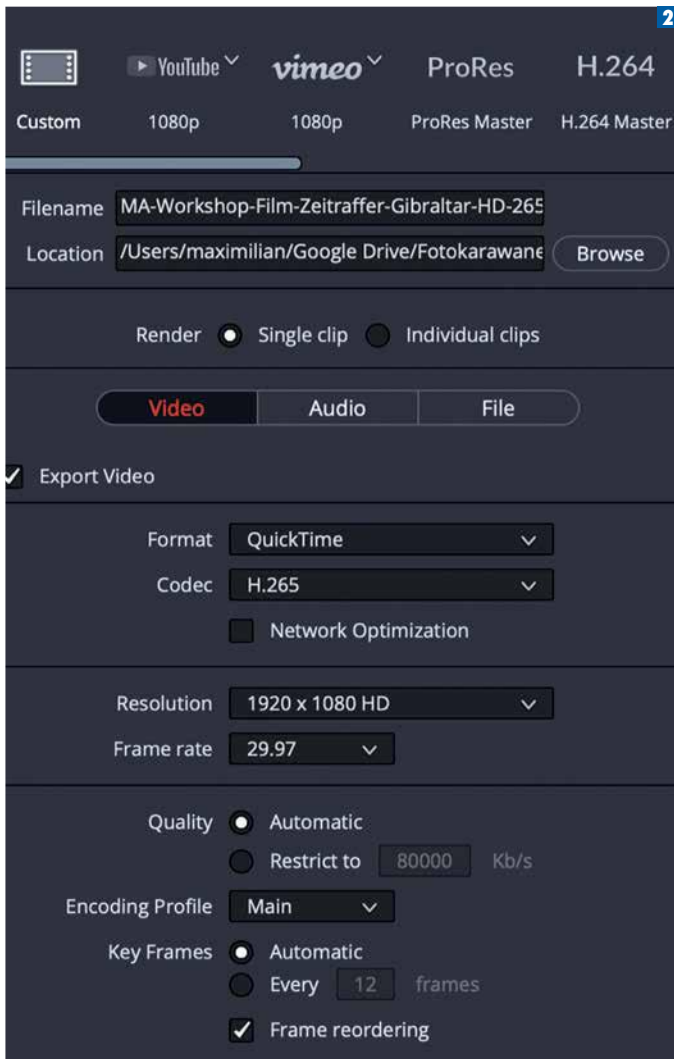 2
YouTube vimeo ProRes H.264
Custom 1080p 1080p ProRes Master H.264 Master
Filename MA-Workshop-Film-Zeitraffer-Gibraltar-HD-265
Location /Users/maximilian/Google Drive/Fotokarawane Browse
Render Single clip Individual clips
Video Audio File
Export Video
Format QuickTime
Codec H.265
Network Optimization
Resolution 1920 x 1080 HD
Frame rate 29.97
Quality Automatic
Restrict to 80000 Kb/s
Encoding Profile Main
Key Frames Automatic
Every 12 frames
Frame reordering